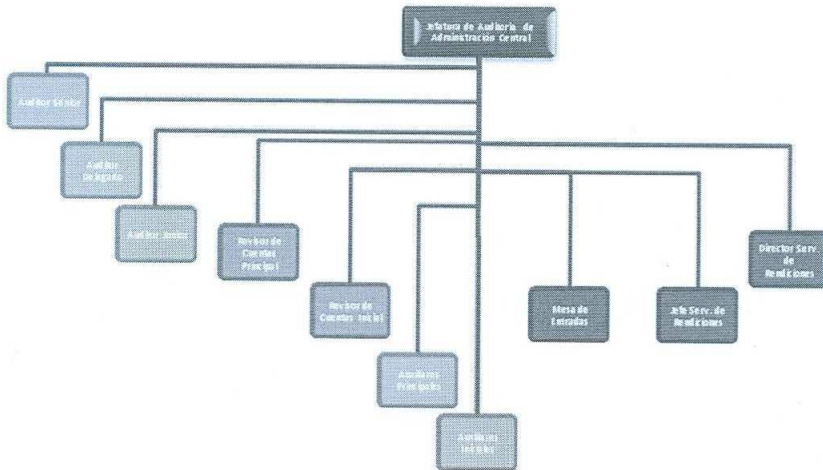 Jefatura de Auditoría de
Administración Central
Auditor Senior
Auditor
Delegado
Auditor Junior
Revisor de
Cuentas
Principal
Director Serv.
de
Rendiciones
Revisor de
Cuentas Inicial
Mesa de
Entradas
Jefe Serv. de
Rendiciones
Auxiliares
Principales
Auxiliares
Iniciales